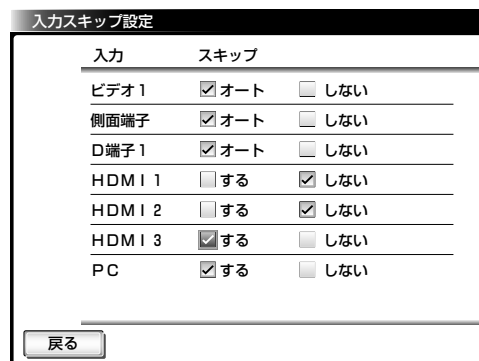 入力スキップ設定
入力 スキップ
ビデオ1 オート しない
側面端子 オート しない
D端子1 オート しない
HDMI1 する しない
HDMI2 する しない
HDMI3 する しない
PC する しない
戻る